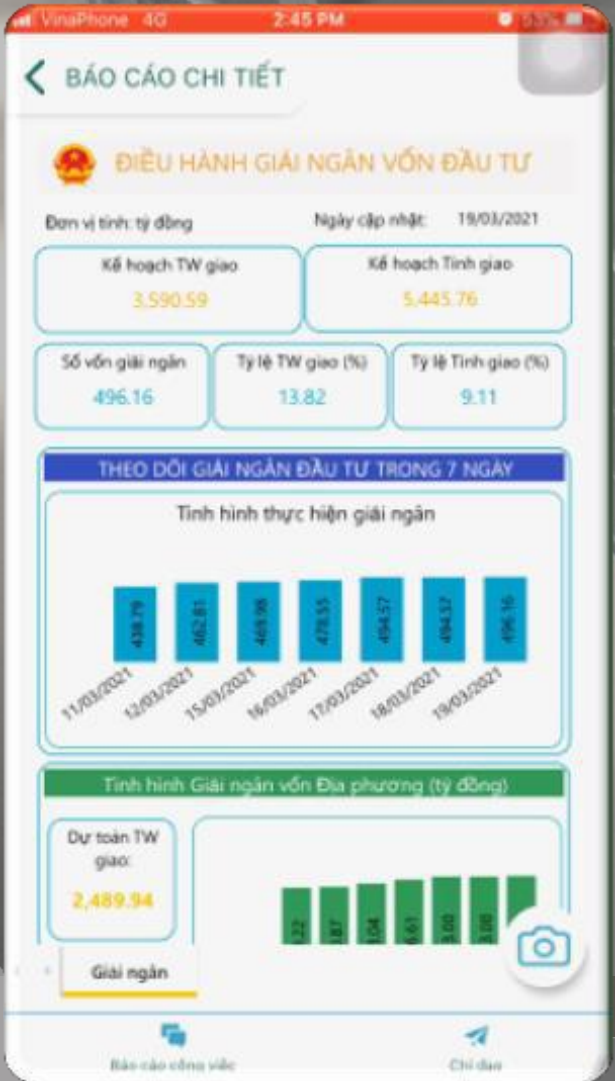 VinaPhone 4G 2:45 PM 53%
BÁO CÁO CHI TIẾT
ĐIỀU HÀNH GIẢI NGÂN VỐN ĐẦU TƯ
Đơn vị tính: tỷ đồng Ngày cập nhật: 19/03/2021
Kế hoạch TW giao Kế hoạch Tỉnh giao
3,590.59 5,445.76
Số vốn giải ngân Tỷ lệ TW giao (%) Tỷ lệ Tỉnh giao (%)
496.16 13.82 9.11
THEO DÕI GIẢI NGÂN ĐẦU TƯ TRONG 7 NGÀY
Tình hình thực hiện giải ngân
438.79 462.81 469.98 478.55 494.57 494.57 496.16
11/03/2021 12/03/2021 15/03/2021 16/03/2021 17/03/2021 18/03/2021 19/03/2021
Tình hình Giải ngân vốn Địa phương (tỷ đồng)
Dự toán TW
giao:
2,489.94
.22 .87 .04 .61 .00 .00
Giải ngân
Báo cáo công việc Chỉ đạo